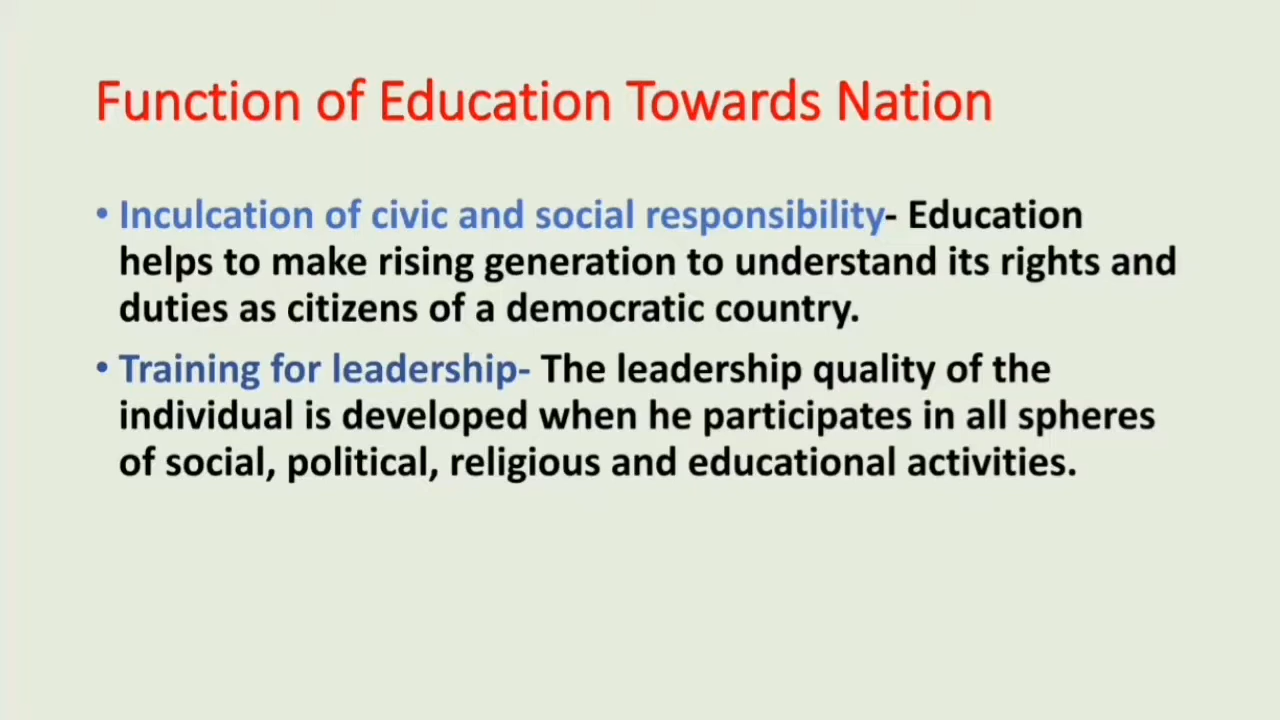 Function of Education Towards Nation
• Inculcation of civic and social responsibility- Education
helps to make rising generation to understand its rights and
duties as citizens of a democratic country.
• Training for leadership- The leadership quality of the
individual is developed when he participates in all spheres
of social, political, religious and educational activities.